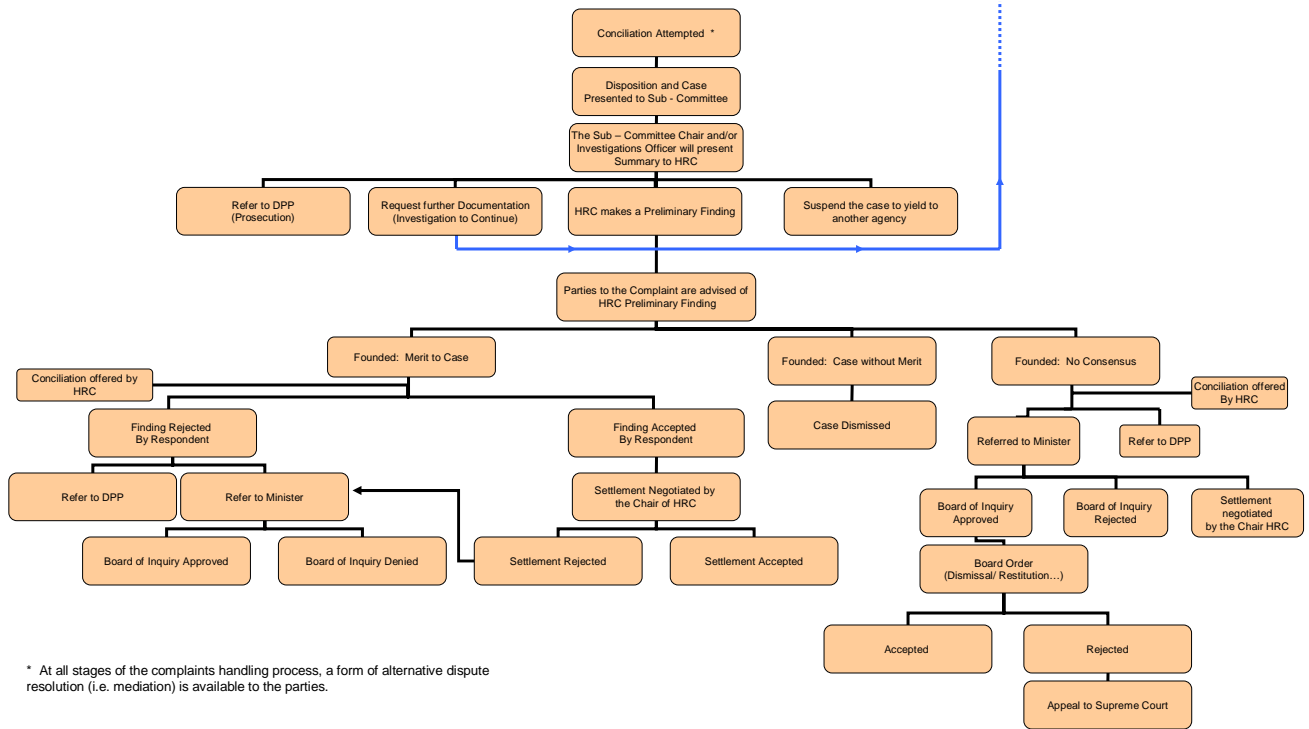 Conciliation Attempted *
Disposition and Case
Presented to Sub - Committee
The Sub – Committee Chair and/or
Investigations Officer will present
Summary to HRC
Refer to DPP
(Prosecution)
Request further Documentation
(Investigation to Continue)
HRC makes a Preliminary Finding
Suspend the case to yield to
another agency
Parties to the Complaint are advised of
HRC Preliminary Finding
Founded: Merit to Case
Founded: Case without Merit
Founded: No Consensus
Conciliation offered by
HRC
Conciliation offered
By HRC
Finding Rejected
By Respondent
Finding Accepted
By Respondent
Case Dismissed
Referred to Minister
Refer to DPP
Refer to DPP
Refer to Minister
Settlement Negotiated by
the Chair of HRC
Board of Inquiry
Approved
Board of Inquiry
Rejected
Settlement
negotiated
by the Chair HRC
Board of Inquiry Approved
Board of Inquiry Denied
Settlement Rejected
Settlement Accepted
Board Order
(Dismissal/ Restitution…)
Accepted
Rejected
Appeal to Supreme Court
* At all stages of the complaints handling process, a form of alternative dispute
resolution (i.e. mediation) is available to the parties.